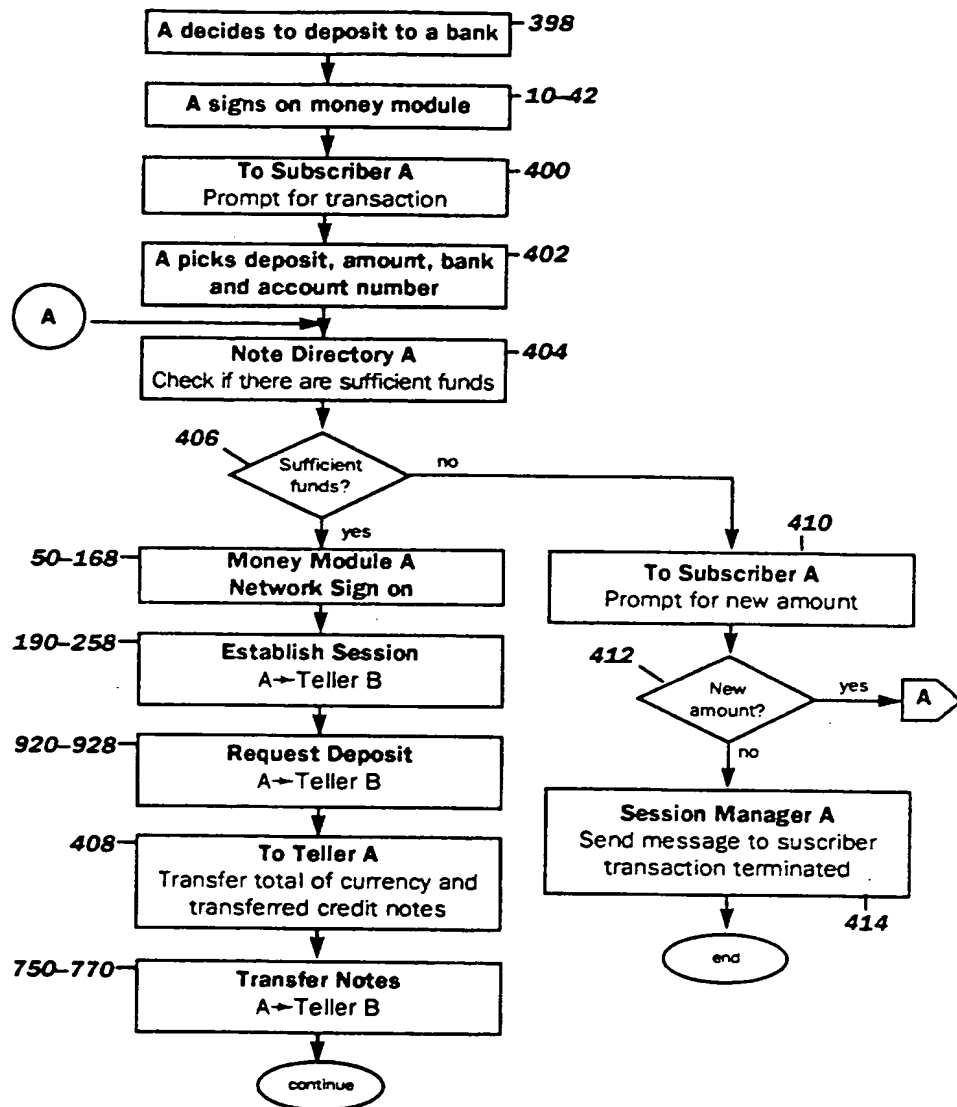 A decides to deposit to a bank
398
A signs on money module
10-42
To Subscriber A
Prompt for transaction
400
A picks deposit, amount, bank
and account number
402
A
Note Directory A
Check if there are sufficient funds
404
406
Sufficient
funds?
no
yes
50-168
Money Module A
Network Sign on
410
To Subscriber A
Prompt for new amount
190-258
Establish Session
A→Teller B
412
New
amount?
yes
A
no
920-928
Request Deposit
A→Teller B
408
To Teller A
Transfer total of currency and
transferred credit notes
Session Manager A
Send message to suscriber
transaction terminated
414
end
750-770
Transfer Notes
A→Teller B
continue